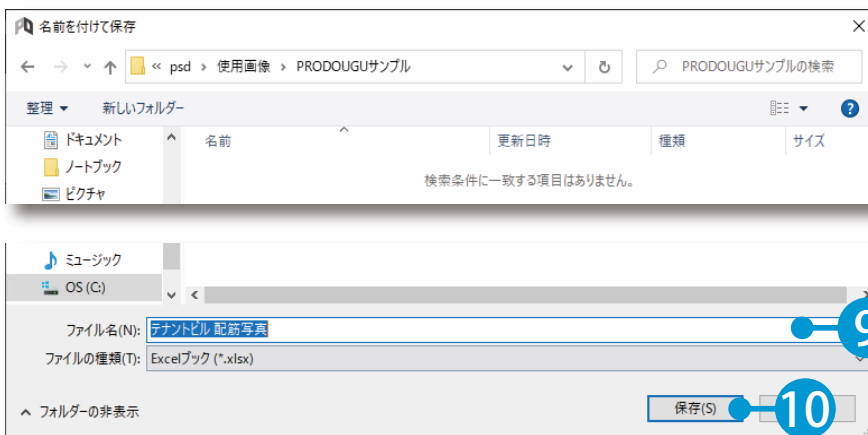 名前を付けて保存
« psd › 使用画像 › PRODOUGUサンプル
PRODOUGUサンプルの検索
整理 新しいフォルダー
ドキュメント 名前 更新日時 種類 サイズ
ノートブック
検索条件に一致する項目はありません。
ピクチャ
ミュージック
OS (C:)
ファイル名(N): テナントビル 配筋写真
9
ファイルの種類(T): Excelブック (*.xlsx)
フォルダーの非表示 保存(S) 10